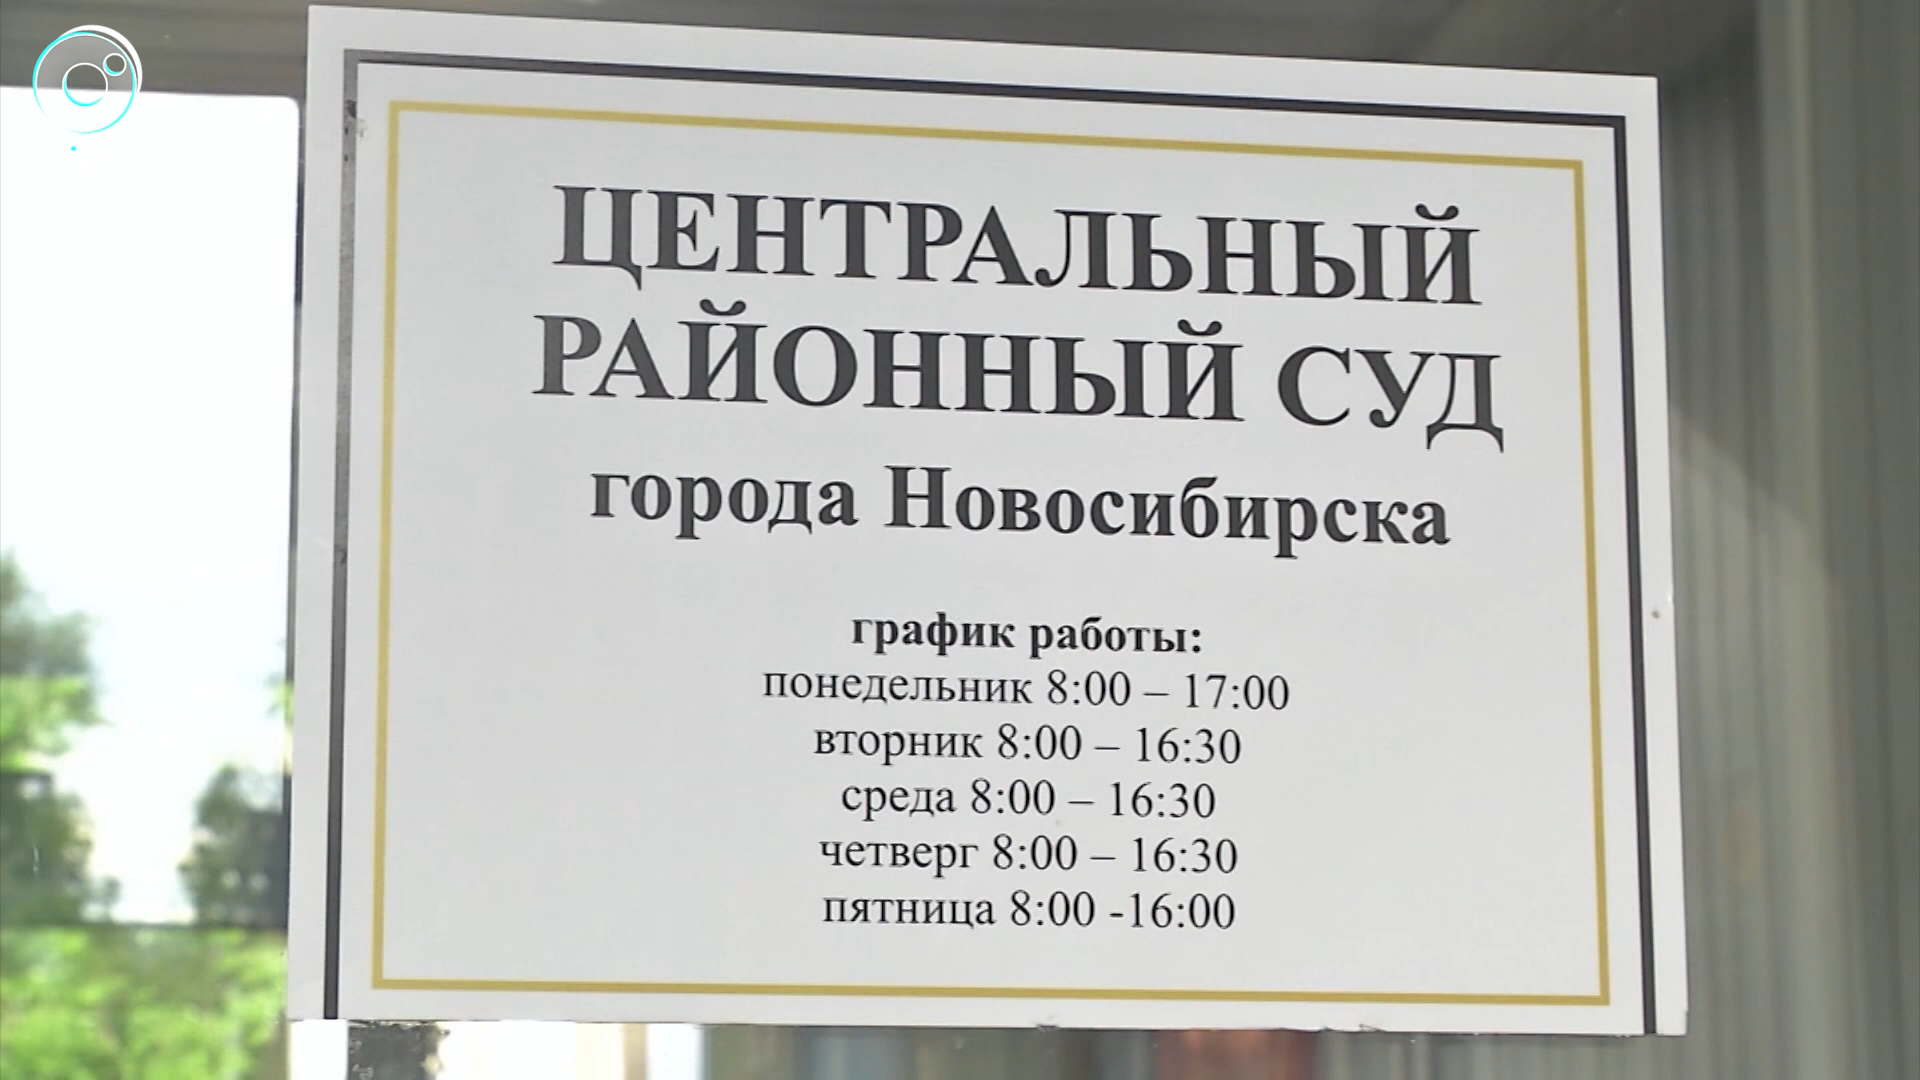 ЦЕНТРАЛЬНЫЙ
РАЙОННЫЙ СУД
города Новосибирска
график работы:
понедельник 8:00 – 17:00
вторник 8:00 – 16:30
среда 8:00 – 16:30
четверг 8:00 – 16:30
пятница 8:00 -16:00